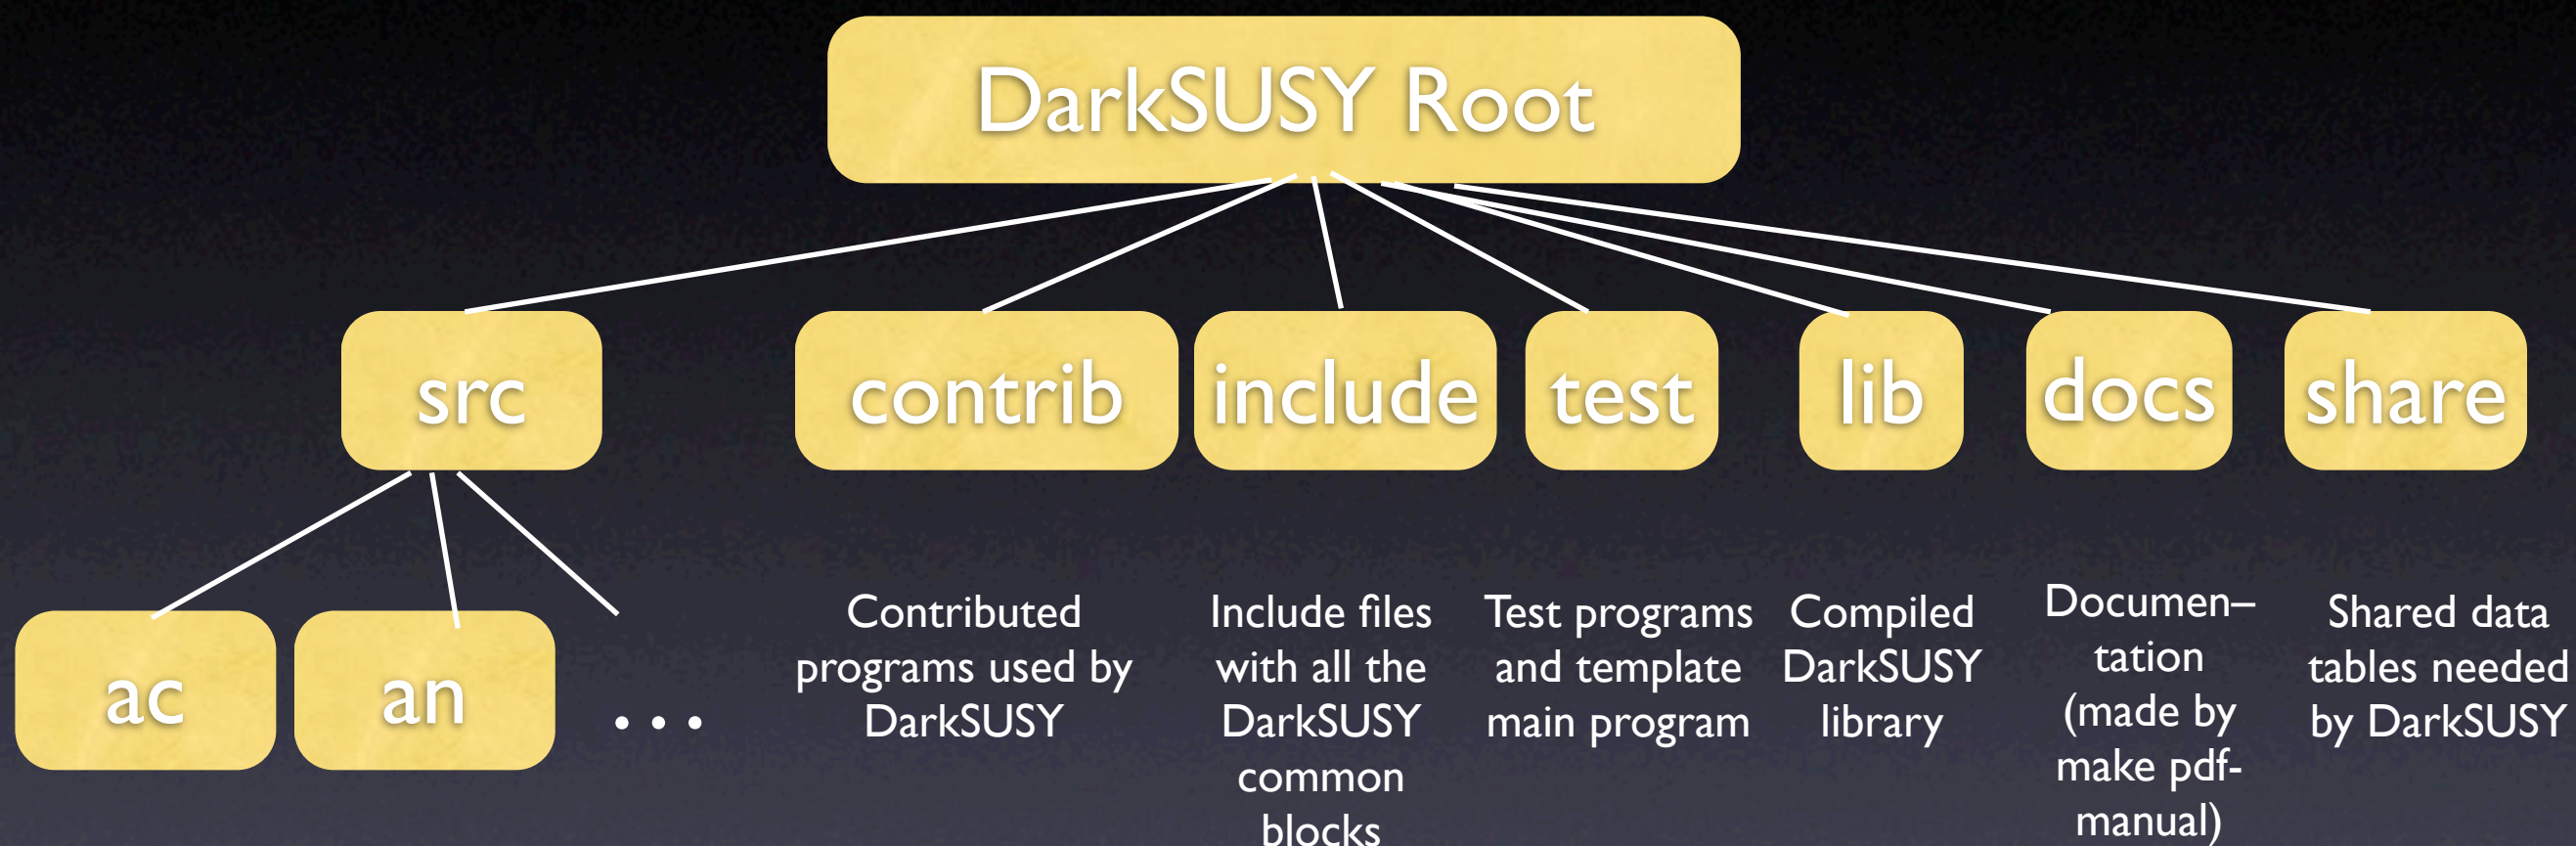 DarkSUSY Root
src
contrib
include
test
lib
docs
share
ac
an
...
Contributed
programs used by
DarkSUSY
Include files
with all the
DarkSUSY
common
blocks
Test programs
and template
main program
Compiled
DarkSUSY
library
Documen–
tation
(made by
make pdf-
manual)
Shared data
tables needed
by DarkSUSY